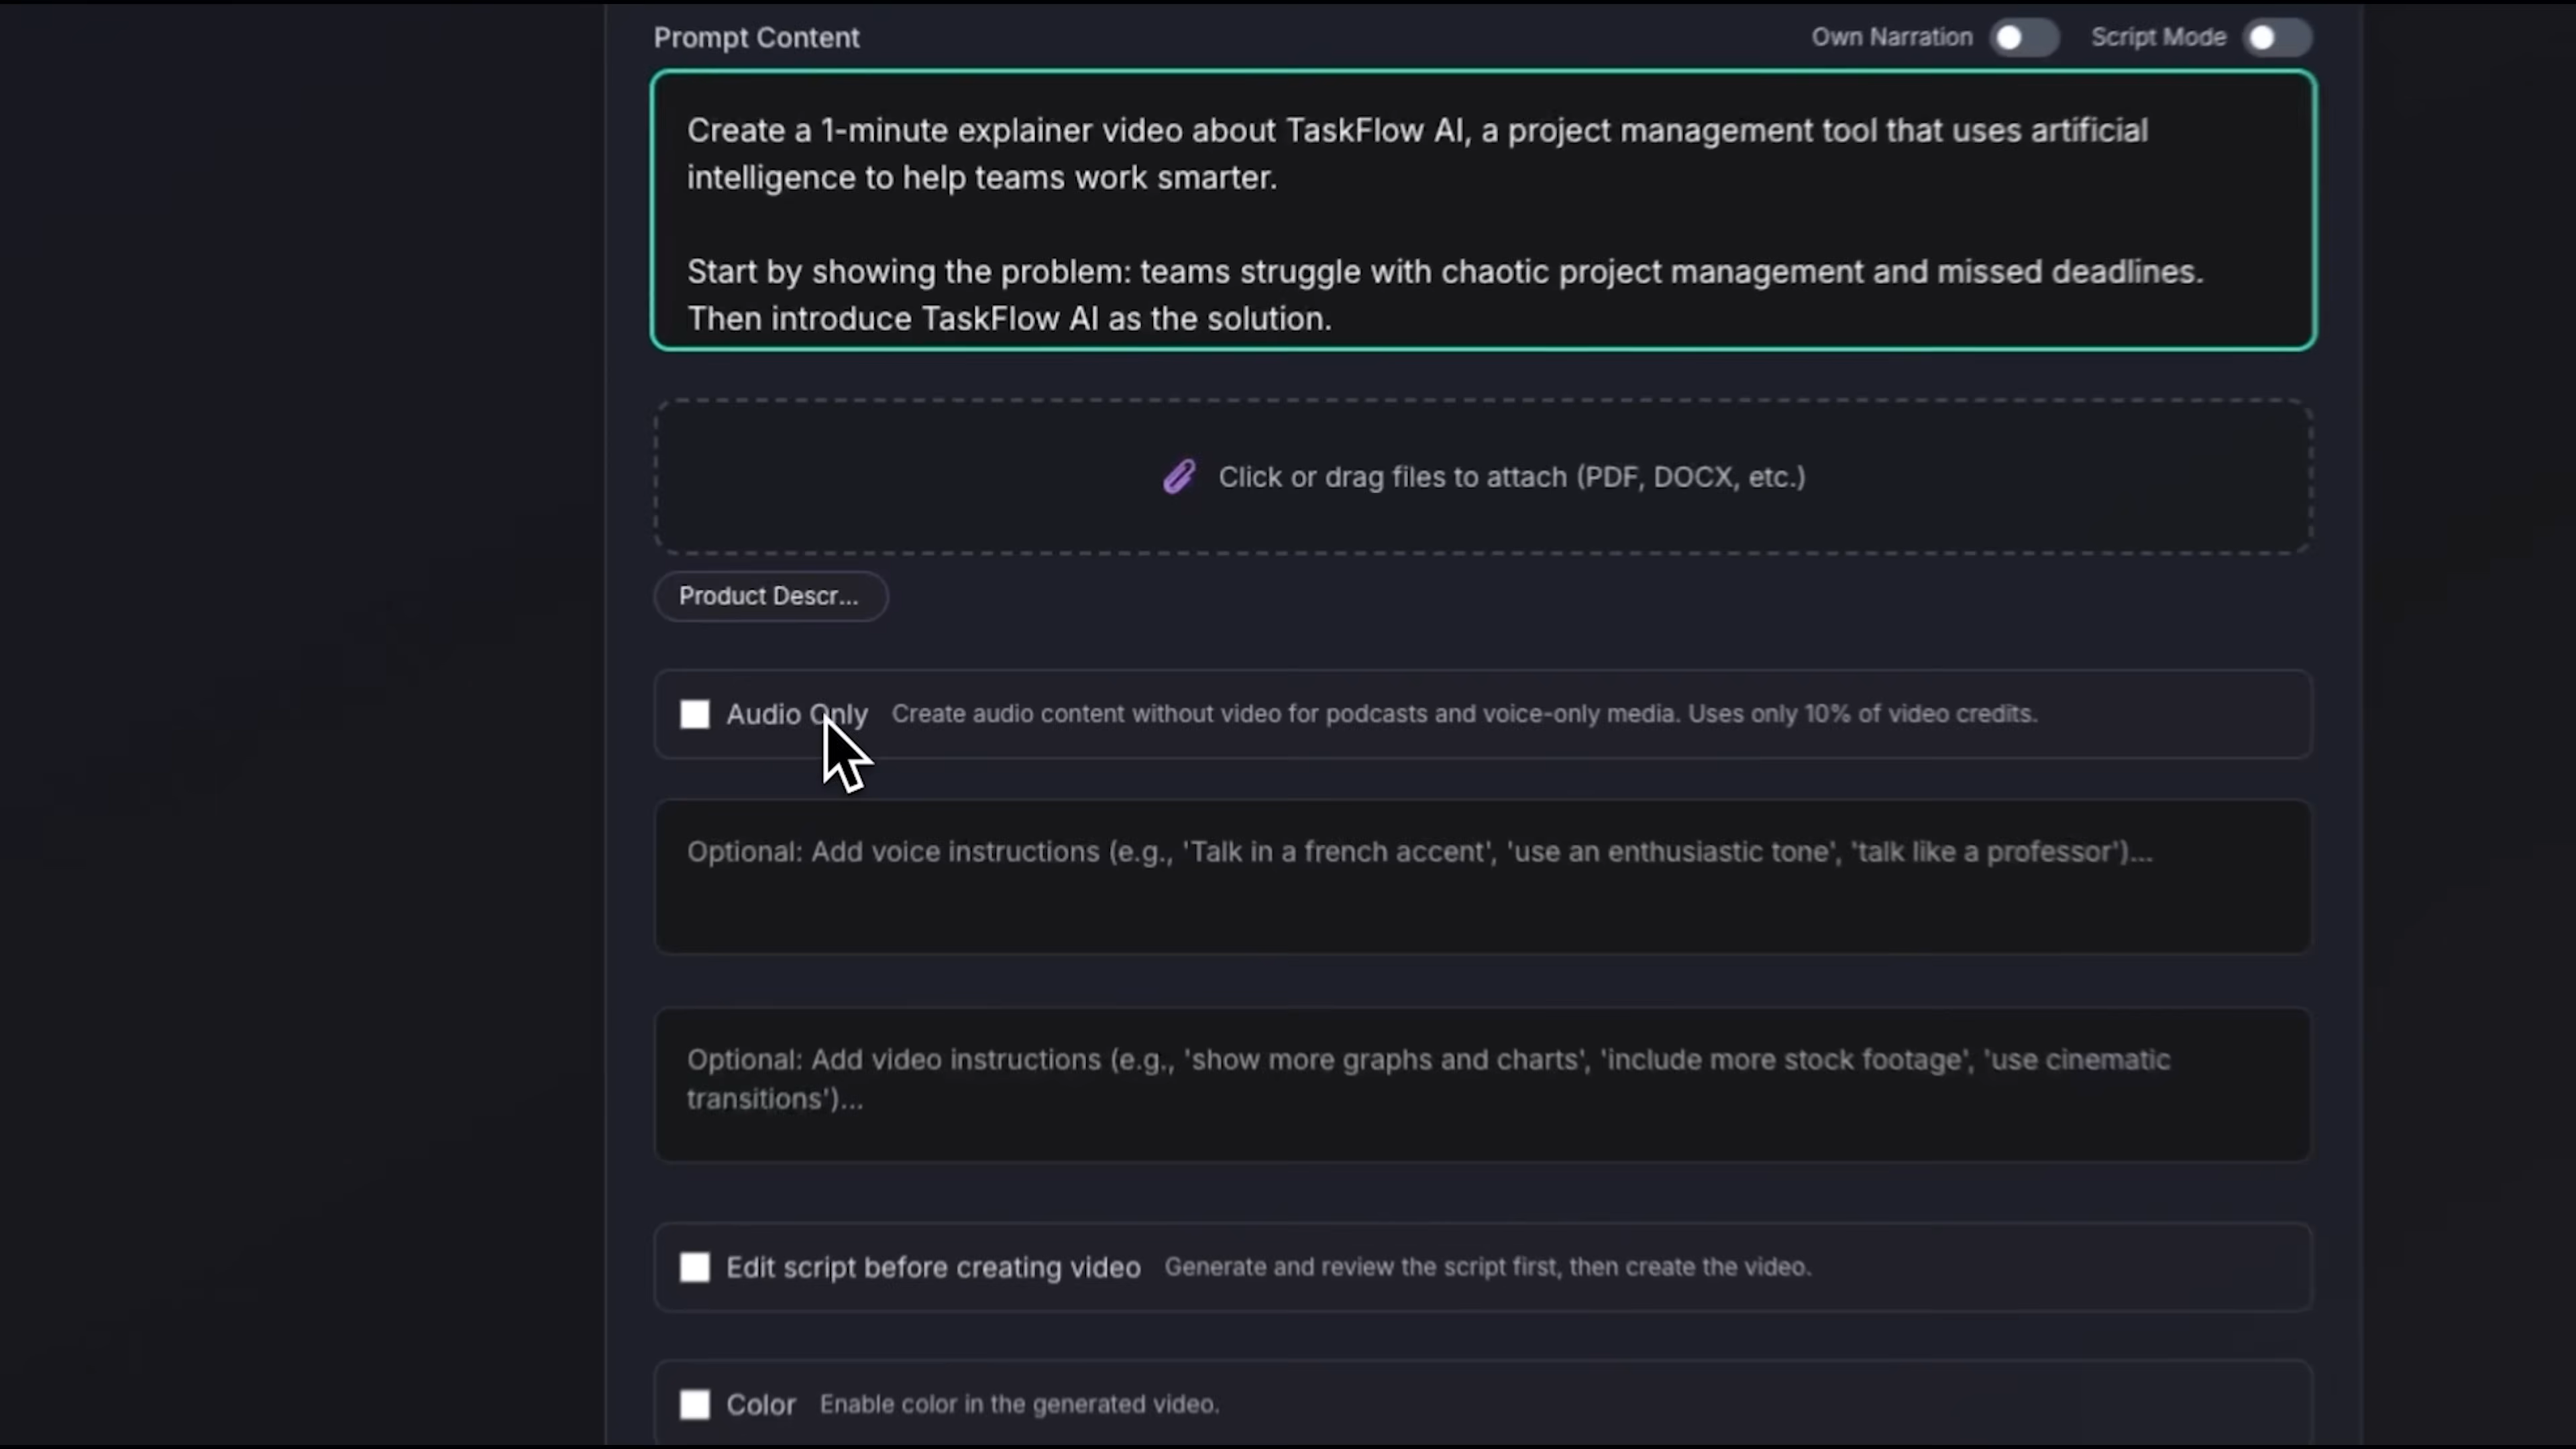 Prompt Content
Own Narration
Script Mode
Create a 1-minute explainer video about TaskFlow AI, a project management tool that uses artificial
intelligence to help teams work smarter.
Start by showing the problem: teams struggle with chaotic project management and missed deadlines.
Then introduce TaskFlow AI as the solution.
Click or drag files to attach (PDF, DOCX, etc.)
Product Descr...
Audio Only Create audio content without video for podcasts and voice-only media. Uses only 10% of video credits.
Optional: Add voice instructions (e.g., 'Talk in a french accent', 'use an enthusiastic tone', 'talk like a professor')...
Optional: Add video instructions (e.g., 'show more graphs and charts', 'include more stock footage', 'use cinematic
transitions')...
Edit script before creating video Generate and review the script first, then create the video.
Color Enable color in the generated video.